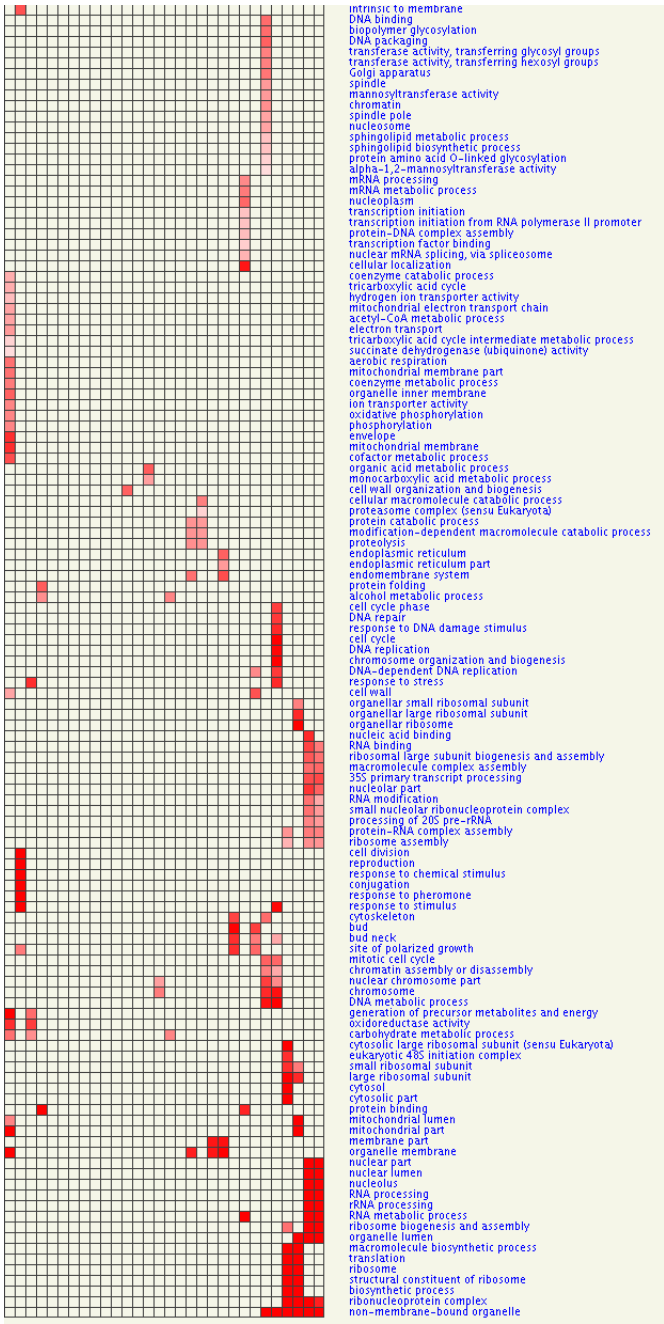 intrinsic to membrane
DNA binding
biopolymer glycosylation
DNA packaging
transferase activity, transferring glycosyl groups
transferase activity, transferring hexosyl groups
Golgi apparatus
spindle
mannosyltransferase activity
chromatin
spindle pole
nucleosome
sphingolipid metabolic process
sphingolipid biosynthetic process
protein amino acid O-linked glycosylation
alpha-1,2-mannosyltransferase activity
mRNA processing
mRNA metabolic process
nucleoplasm
transcription initiation
transcription initiation from RNA polymerase II promoter
protein-DNA complex assembly
transcription factor binding
nuclear mRNA splicing, via spliceosome
cellular localization
coenzyme catabolic process
tricarboxylic acid cycle
hydrogen ion transporter activity
mitochondrial electron transport chain
acetyl-CoA metabolic process
electron transport
tricarboxylic acid cycle intermediate metabolic process
succinate dehydrogenase (ubiquinone) activity
aerobic respiration
mitochondrial membrane part
coenzyme metabolic process
organelle inner membrane
ion transporter activity
oxidative phosphorylation
phosphorylation
envelope
mitochondrial membrane
cofactor metabolic process
organic acid metabolic process
monocarboxylic acid metabolic process
cell wall organization and biogenesis
cellular macromolecule catabolic process
proteasome complex (sensu Eukaryota)
protein catabolic process
modification-dependent macromolecule catabolic process
proteolysis
endoplasmic reticulum
endoplasmic reticulum part
endomembrane system
protein folding
alcohol metabolic process
cell cycle phase
DNA repair
response to DNA damage stimulus
cell cycle
DNA replication
chromosome organization and biogenesis
DNA-dependent DNA replication
response to stress
cell wall
organellar small ribosomal subunit
organellar large ribosomal subunit
organellar ribosome
nucleic acid binding
RNA binding
ribosomal large subunit biogenesis and assembly
macromolecule complex assembly
35S primary transcript processing
nucleolar part
RNA modification
small nucleolar ribonucleoprotein complex
processing of 20S pre-rRNA
protein-RNA complex assembly
ribosome assembly
cell division
reproduction
response to chemical stimulus
conjugation
response to pheromone
response to stimulus
cytoskeleton
bud
bud neck
site of polarized growth
mitotic cell cycle
chromatin assembly or disassembly
nuclear chromosome part
chromosome
DNA metabolic process
generation of precursor metabolites and energy
oxidoreductase activity
carbohydrate metabolic process
cytosolic large ribosomal subunit (sensu Eukaryota)
eukaryotic 48S initiation complex
small ribosomal subunit
large ribosomal subunit
cytosol
cytosolic part
protein binding
mitochondrial lumen
mitochondrial part
membrane part
organelle membrane
nuclear part
nuclear lumen
nucleolus
RNA processing
rRNA processing
RNA metabolic process
ribosome biogenesis and assembly
organelle lumen
macromolecule biosynthetic process
translation
ribosome
structural constituent of ribosome
biosynthetic process
ribonucleoprotein complex
non-membrane-bound organelle